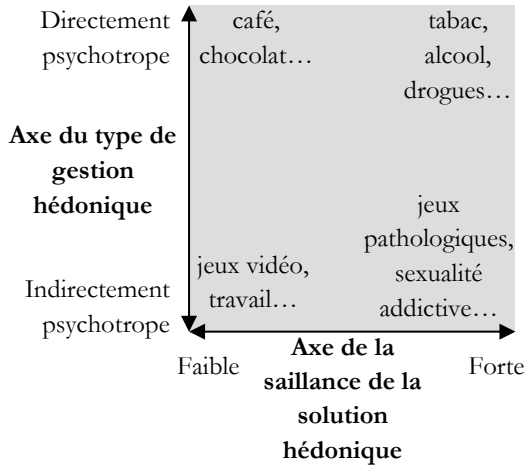 Directement
psychotrope
café,
chocolat…
tabac,
alcool,
drogues…
Axe du type de
gestion
hédonique
jeux
pathologiques,
sexualité
addictive…
jeux vidéo,
travail…
Indirectement
psychotrope
Faible
Axe de la
saillance de la
solution
hédonique
Forte